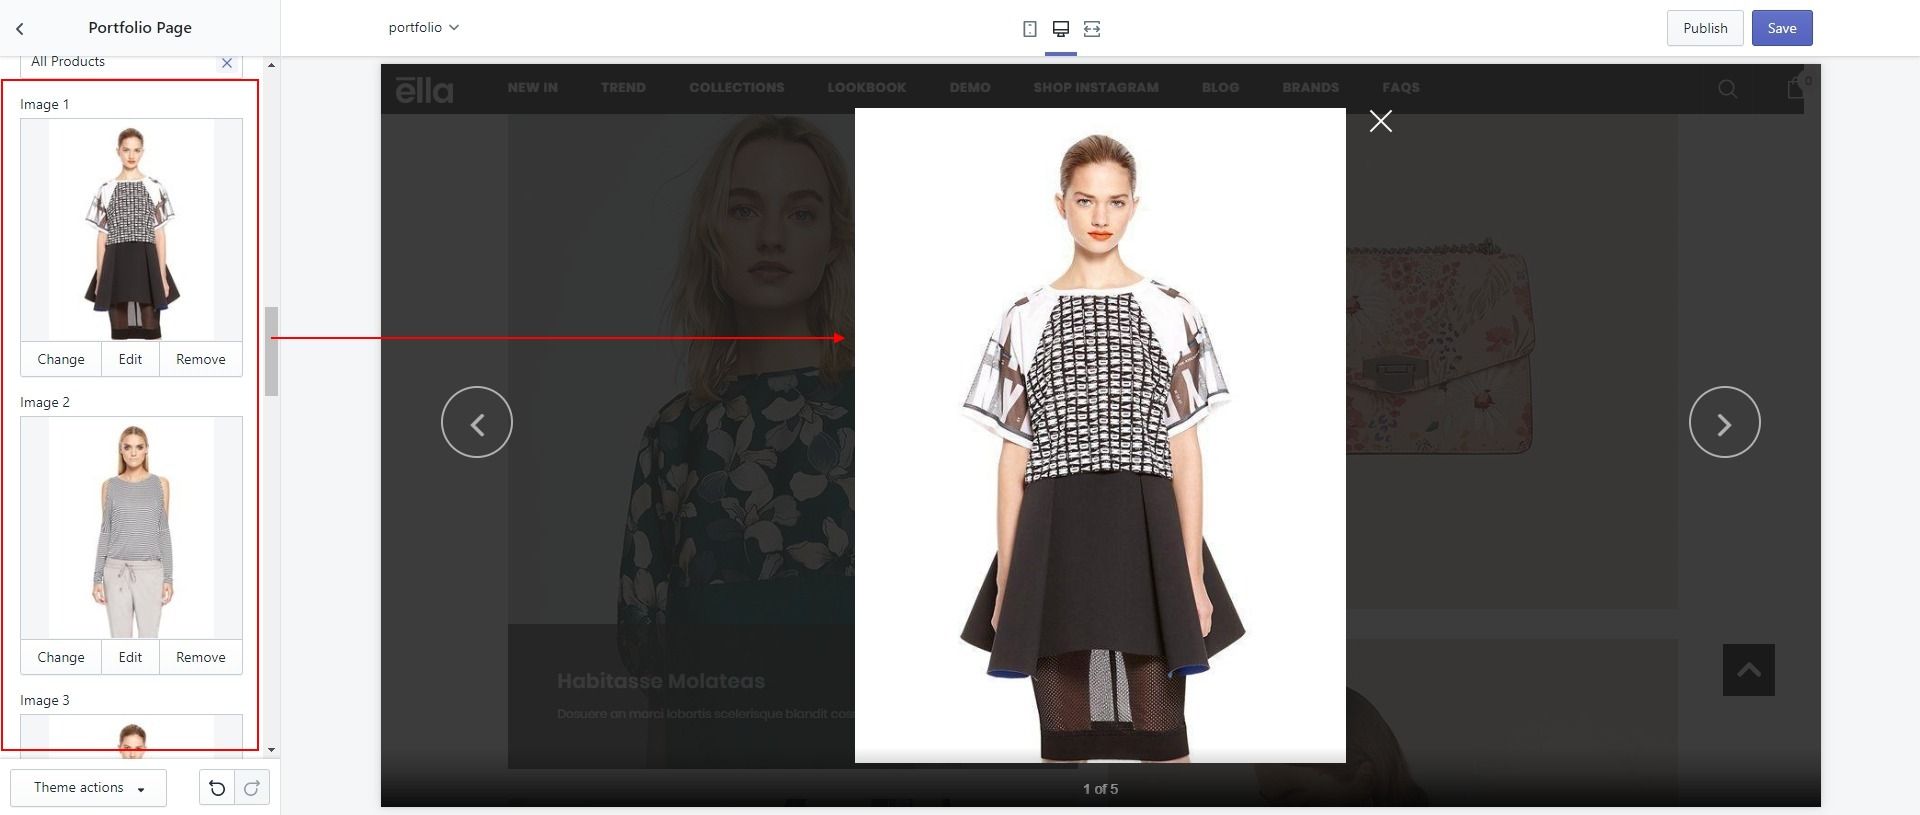 Portfolio Page
portfolio
Publish
Save
All Products
Image 1
Change Edit Remove
Image 2
Change Edit Remove
Image 3
Theme actions
ēlla
NEW IN TREND COLLECTIONS LOOKBOOK DEMO SHOP INSTAGRAM BLOG BRANDS FAQS
0
Habitasse Molateas
Dosuere an morci lobortis scelerisque blandit
1 of 5